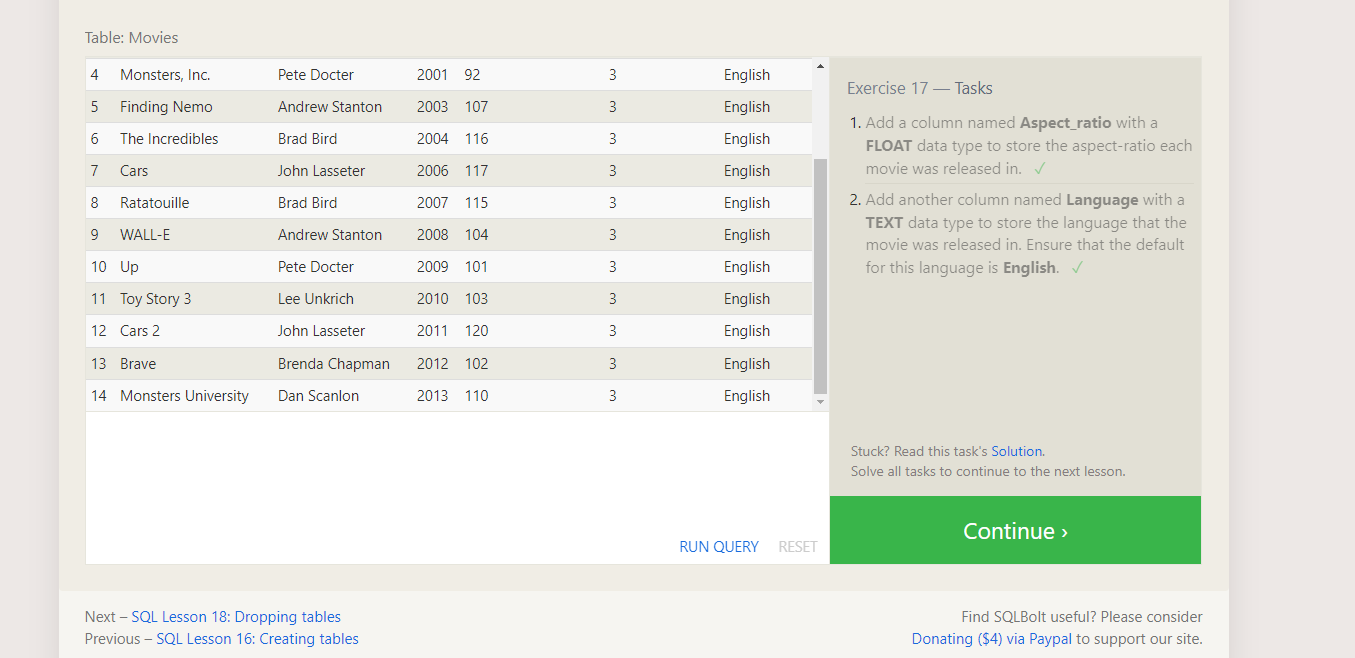 Table: Movies
4 Monsters, Inc. Pete Docter 2001 92 3 English
5 Finding Nemo Andrew Stanton 2003 107 3 English
6 The Incredibles Brad Bird 2004 116 3 English
7 Cars John Lasseter 2006 117 3 English
8 Ratatouille Brad Bird 2007 115 3 English
9 WALL-E Andrew Stanton 2008 104 3 English
10 Up Pete Docter 2009 101 3 English
11 Toy Story 3 Lee Unkrich 2010 103 3 English
12 Cars 2 John Lasseter 2011 120 3 English
13 Brave Brenda Chapman 2012 102 3 English
14 Monsters University Dan Scanlon 2013 110 3 English
RUN QUERY RESET
Exercise 17 — Tasks
1. Add a column named Aspect_ratio with a
FLOAT data type to store the aspect-ratio each
movie was released in. ✓
2. Add another column named Language with a
TEXT data type to store the language that the
movie was released in. Ensure that the default
for this language is English. ✓
Stuck? Read this task's Solution.
Solve all tasks to continue to the next lesson.
Continue ›
Next – SQL Lesson 18: Dropping tables
Previous – SQL Lesson 16: Creating tables
Find SQLBolt useful? Please consider
Donating ($4) via Paypal to support our site.